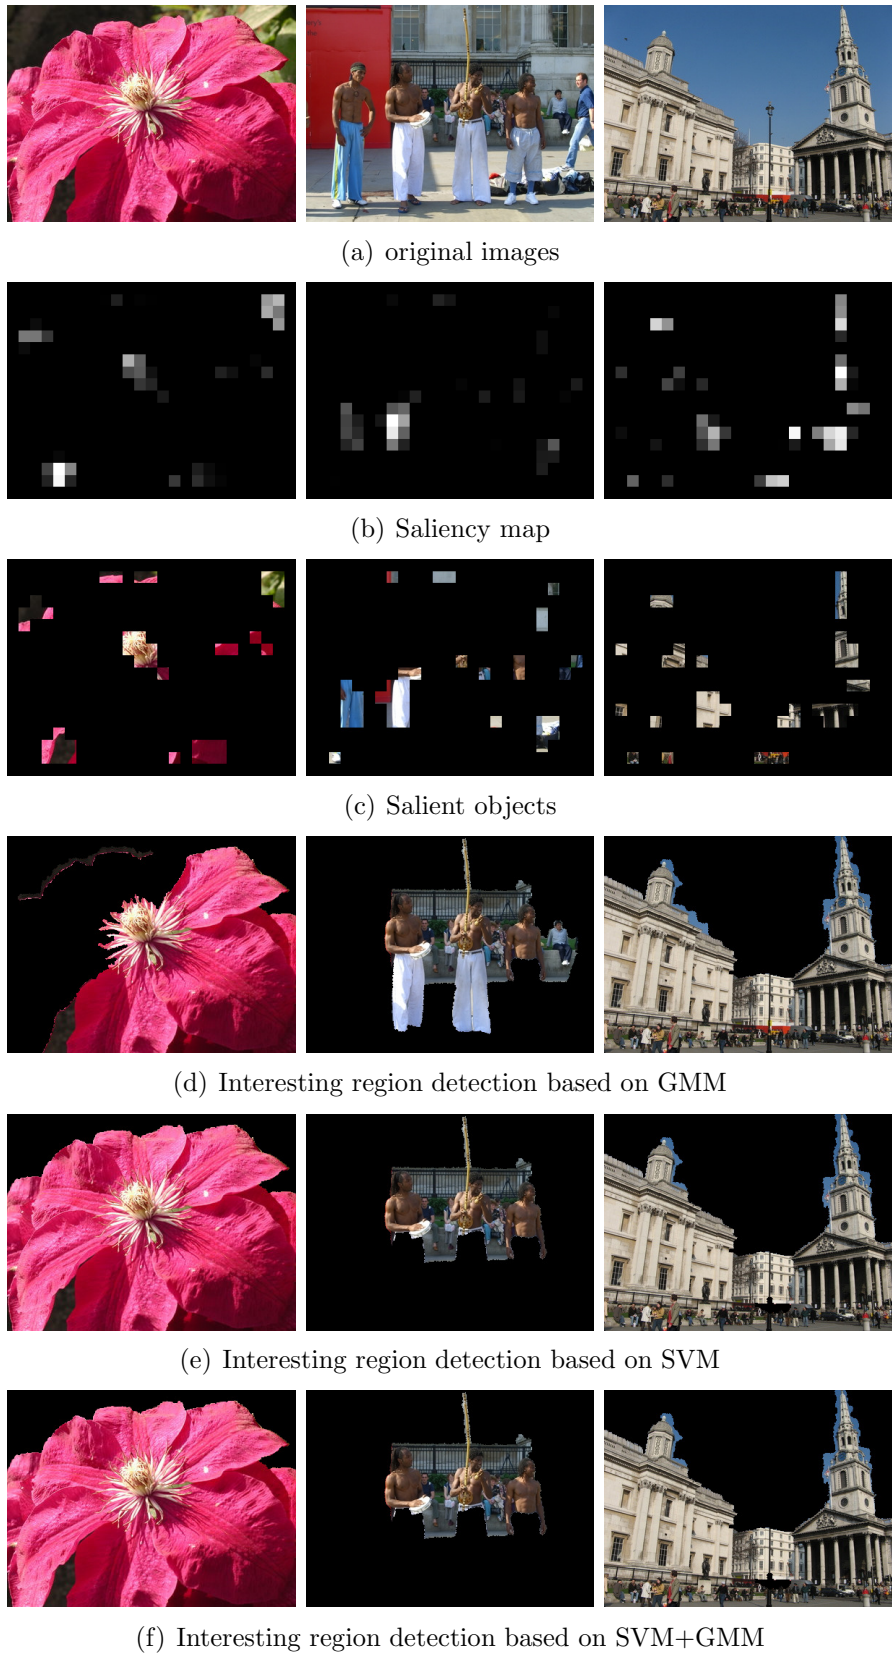 (a) original images
(b) Saliency map
(c) Salient objects
(d) Interesting region detection based on GMM
(e) Interesting region detection based on SVM
(f) Interesting region detection based on SVM+GMM